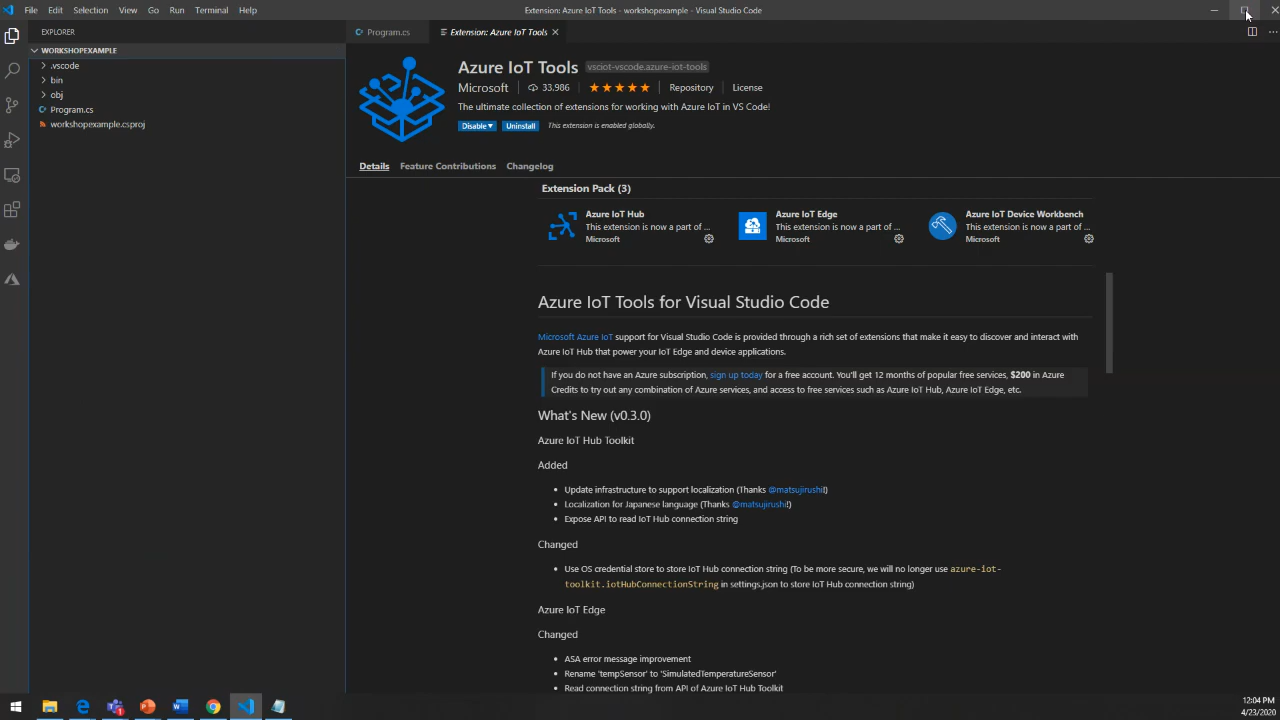 File Edit Selection View Go Run Terminal Help
Extension: Azure IoT Tools - workshopexample - Visual Studio Code
EXPLORER
WORKSHOPEXAMPLE
.vscode
bin
obj
Program.cs
workshopexample.csproj
Program.cs
Extension: Azure IoT Tools
Azure IoT Tools vsciot-vscode.azure-iot-tools
Microsoft 33,986 Repository License
The ultimate collection of extensions for working with Azure IoT in VS Code!
Disable Uninstall This extension is enabled globally.
Details Feature Contributions Changelog
Extension Pack (3)
Azure IoT Hub
This extension is now a part of ...
Microsoft
Azure IoT Edge
This extension is now a part of ...
Microsoft
Azure IoT Device Workbench
This extension is now a part of ...
Microsoft
Azure IoT Tools for Visual Studio Code
Microsoft Azure IoT support for Visual Studio Code is provided through a rich set of extensions that make it easy to discover and interact with
Azure IoT Hub that power your IoT Edge and device applications.
If you do not have an Azure subscription, sign up today for a free account. You'll get 12 months of popular free services, $200 in Azure
Credits to try out any combination of Azure services, and access to free services such as Azure IoT Hub, Azure IoT Edge, etc.
What's New (v0.3.0)
Azure IoT Hub Toolkit
Added
Update infrastructure to support localization (Thanks @matsujirushi!)
Localization for Japanese language (Thanks @matsujirushi!)
Expose API to read IoT Hub connection string
Changed
Use OS credential store to store IoT Hub connection string (To be more secure, we will no longer use azure-iot-
toolkit.iotHubConnectionString in settings.json to store IoT Hub connection string)
Azure IoT Edge
Changed
ASA error message improvement
Rename 'tempSensor' to 'SimulatedTemperatureSensor'
Read connection string from API of Azure IoT Hub Toolkit
12:04 PM
4/23/2020